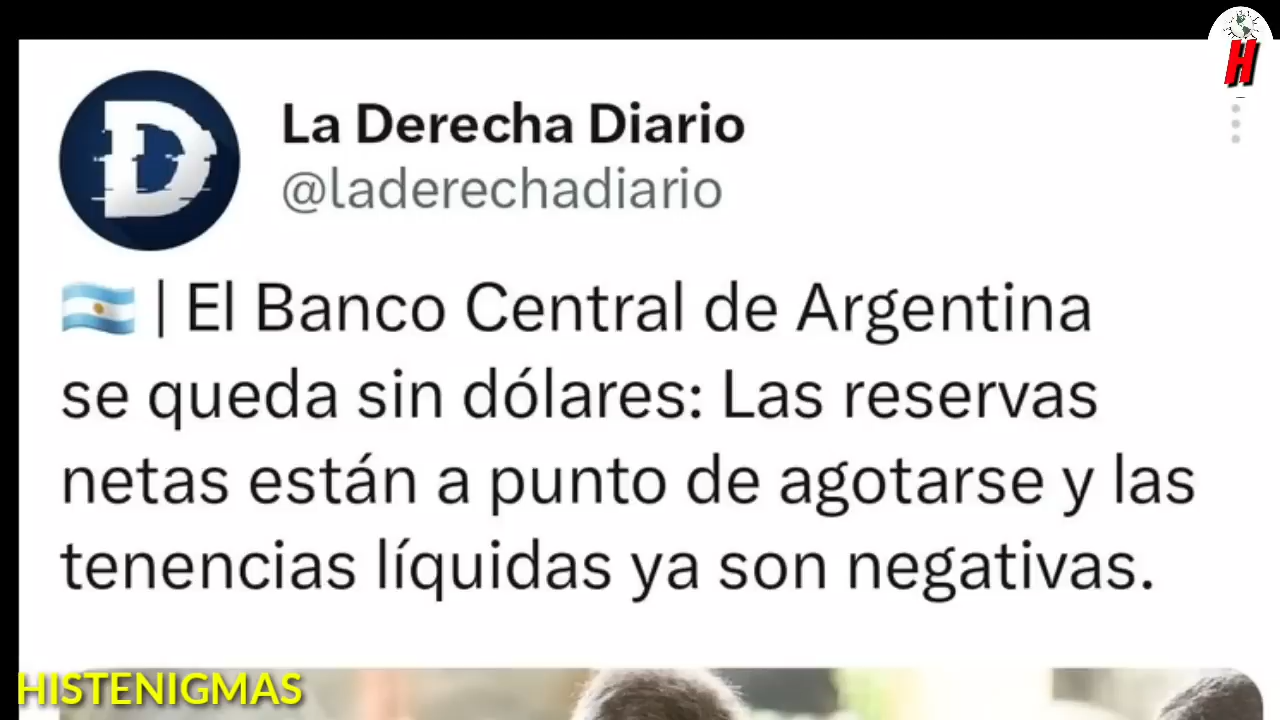 H
D
La Derecha Diario
@laderechadiario
🇦🇷 | El Banco Central de Argentina
se queda sin dólares: Las reservas
netas están a punto de agotarse y las
tenencias líquidas ya son negativas.
HISTENIGMAS